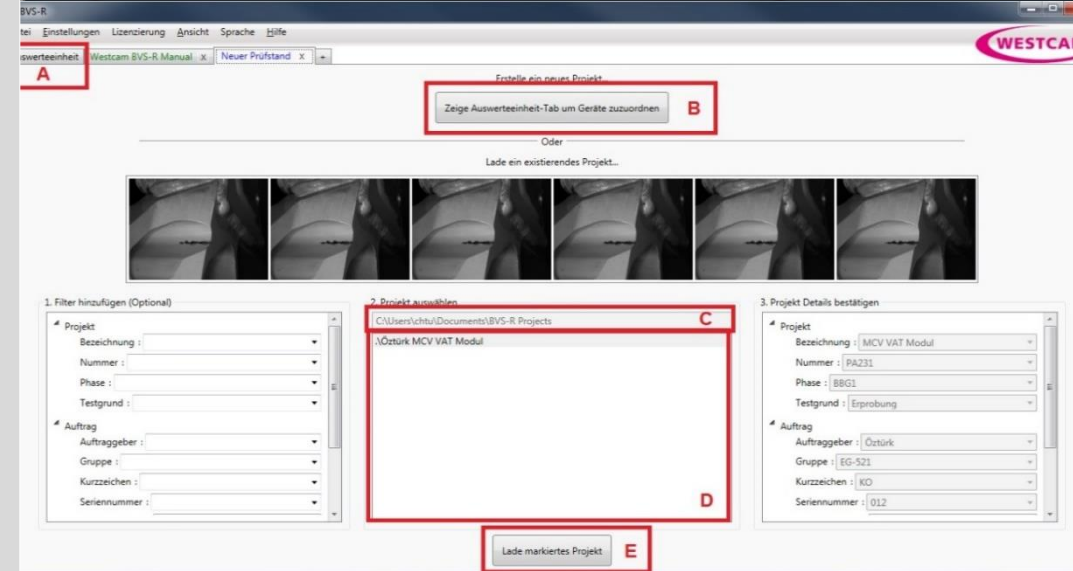 BVS-R
tei Einstellungen Lizenzierung Ansicht Sprache Hilfe
WESTCA
swerteeinheit Westcam BVS-R Manual x Neuer Prüfstand x +
A
Erstelle ein neues Projekt...
Zeige Auswerteeinheit-Tab um Geräte zuzuordnen B
Oder
Lade ein existierendes Projekt...
1. Filter hinzufügen (Optional)
Projekt
Bezeichnung :
Nummer :
Phase :
Testgrund :
Auftrag
Auftraggeber :
Gruppe :
Kurzzeichen :
Seriennummer :
2. Projekt auswählen
C:\Users\chtu\Documents\BVS-R Projects C
.\Öztürk MCV VAT Modul
D
3. Projekt Details bestätigen
Projekt
Bezeichnung : MCV VAT Modul
Nummer : PA231
Phase : BBG1
Testgrund : Erprobung
Auftrag
Auftraggeber : Öztürk
Gruppe : EG-521
Kurzzeichen : KO
Seriennummer : 012
Lade markiertes Projekt E